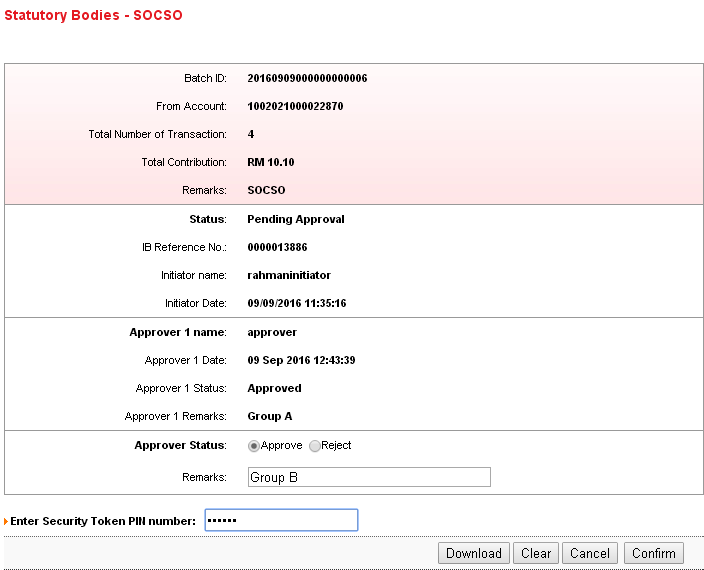 Statutory Bodies - SOCSO
Batch ID: 20160909000000000006
From Account: 1002021000022870
Total Number of Transaction: 4
Total Contribution: RM 10.10
Remarks: SOCSO
Status: Pending Approval
IB Reference No.: 0000013886
Initiator name: rahmaninitiator
Initiator Date: 09/09/2016 11:35:16
Approver 1 name: approver
Approver 1 Date: 09 Sep 2016 12:43:39
Approver 1 Status: Approved
Approver 1 Remarks: Group A
Approver Status: Approve Reject
Remarks: Group B
Enter Security Token PIN number: ••••••
Download Clear Cancel Confirm